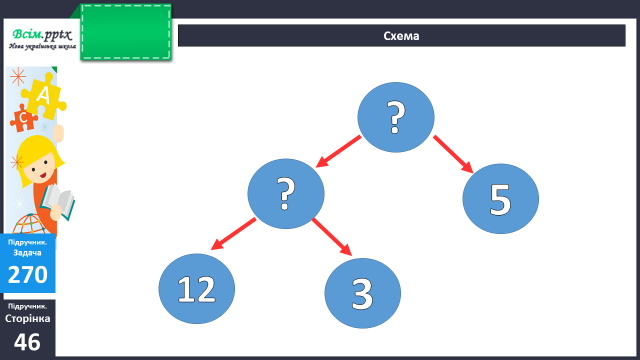 Всім.pptx
Нова українська школа
Схема
A
C
?
?
5
12
3
Підручник.
Задача
270
Підручник.
Сторінка
46